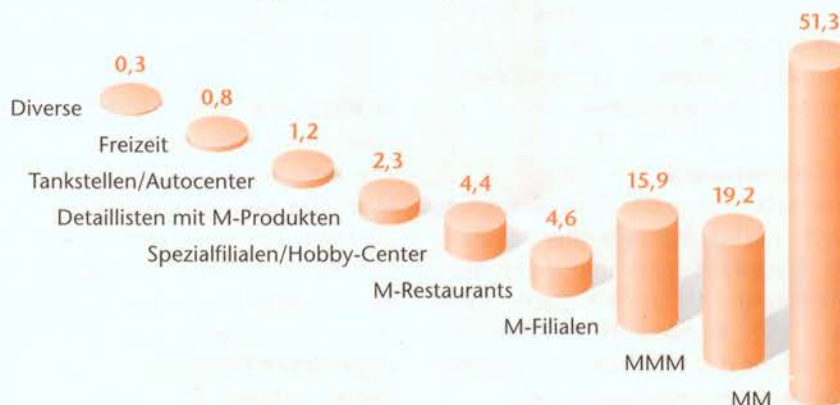 51,3
0,3
Diverse
0,8
Freizeit
1,2
Tankstellen/Autocenter
2,3
Detaillisten mit M-Produkten
4,4
Spezialfilialen/Hobby-Center
4,6
M-Restaurants
15,9
M-Filialen
19,2
MMM
MM